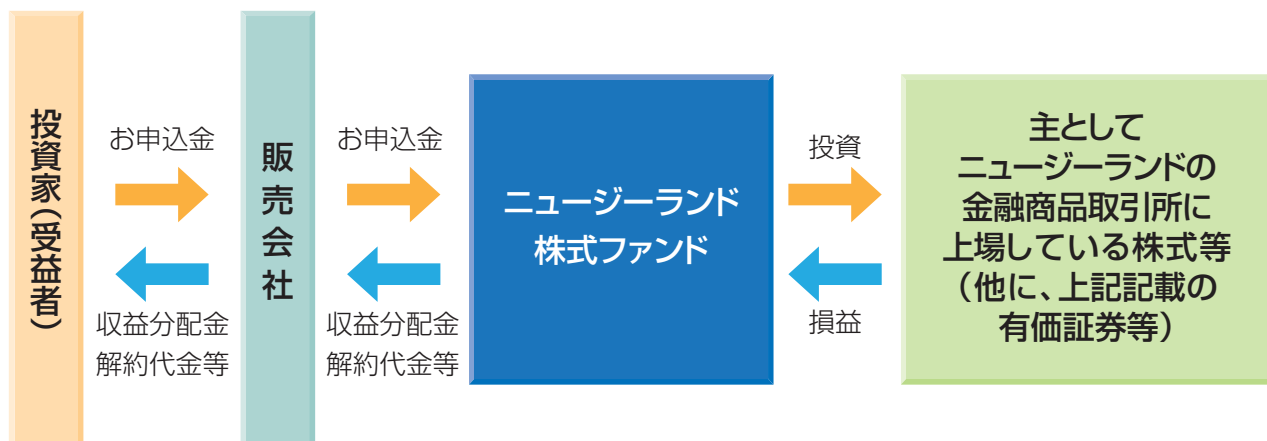 投資家(受益者)
お申込金
収益分配金
解約代金等
販売会社
お申込金
収益分配金
解約代金等
ニュージーランド
株式ファンド
投資
損益
主として
ニュージーランドの
金融商品取引所に
上場している株式等
(他に、上記記載の
有価証券等)